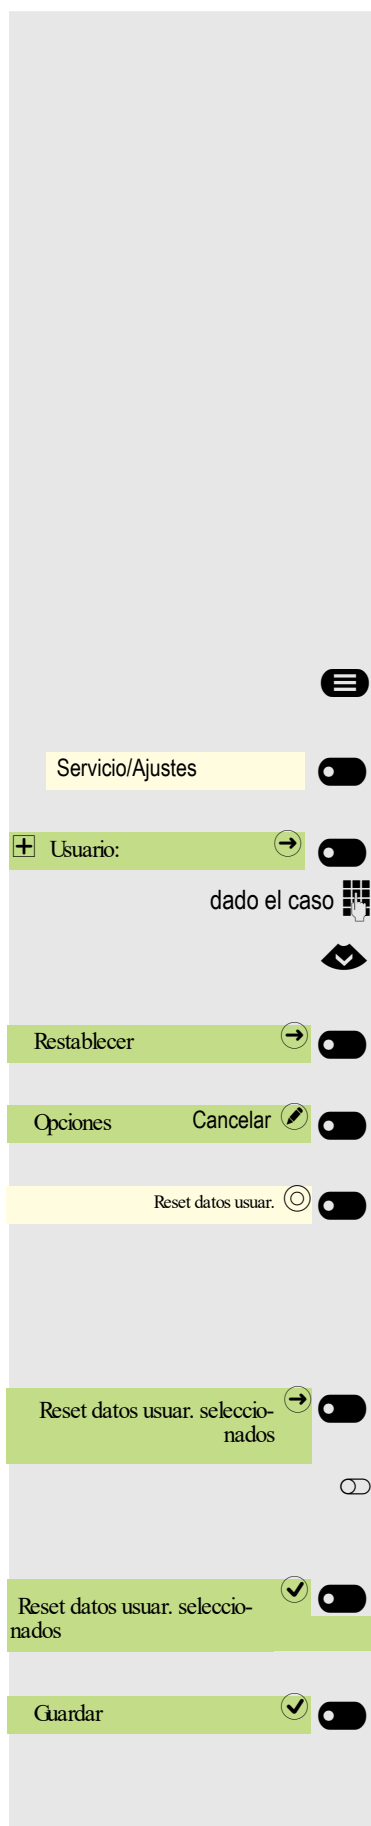 Servicio/Ajustes
Usuario:
dado el caso
Restablecer
Opciones Cancelar
Reset datos usuar.
Reset datos usuar. seleccio-
nados
Reset datos usuar. seleccio-
nados
Guardar